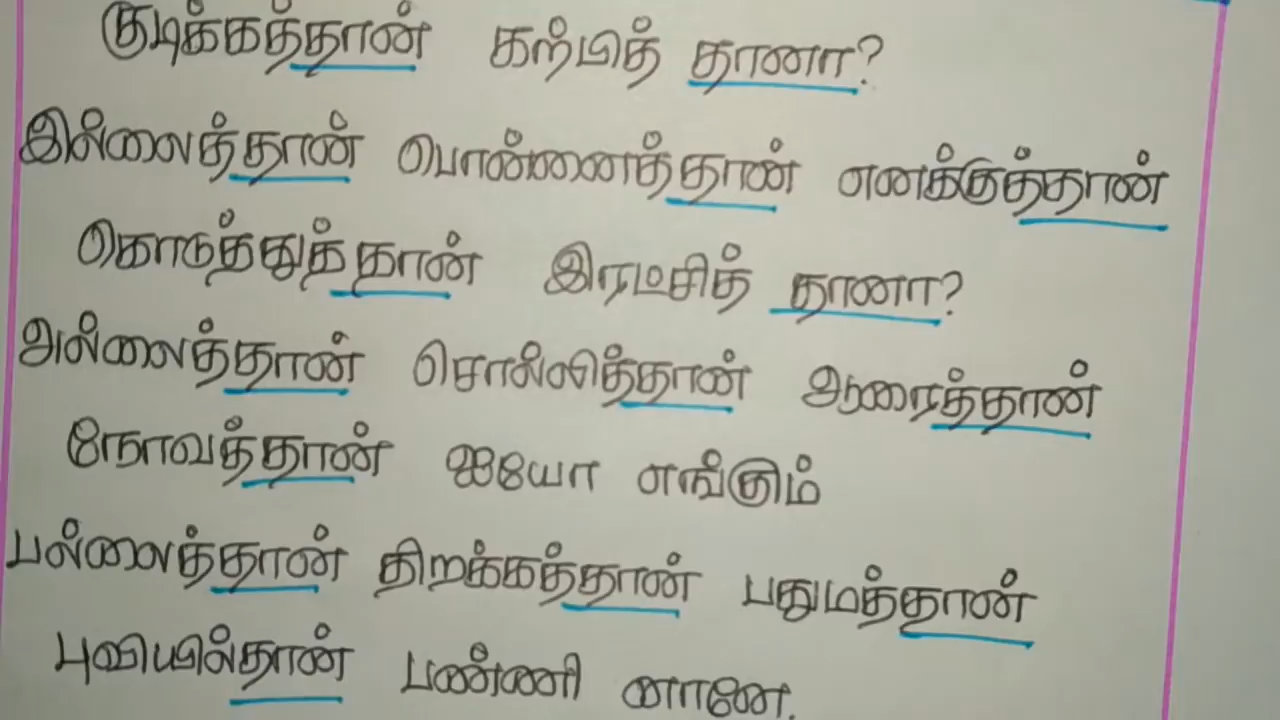 குடிக்கத்தான் கற்பித் தானா?
இல்லைத்தான் பொன்னைத்தான் எனக்குத்தான்
கொடுத்துத்தான் இரட்சித் தானா?
அல்லைத்தான் சொல்லித்தான் ஆரைத்தான்
நோவத்தான் ஐயோ எங்கும்
பல்லைத்தான் திறக்கத்தான் பதுமத்தான்
புவியில்தான் பண்ணி னானே.